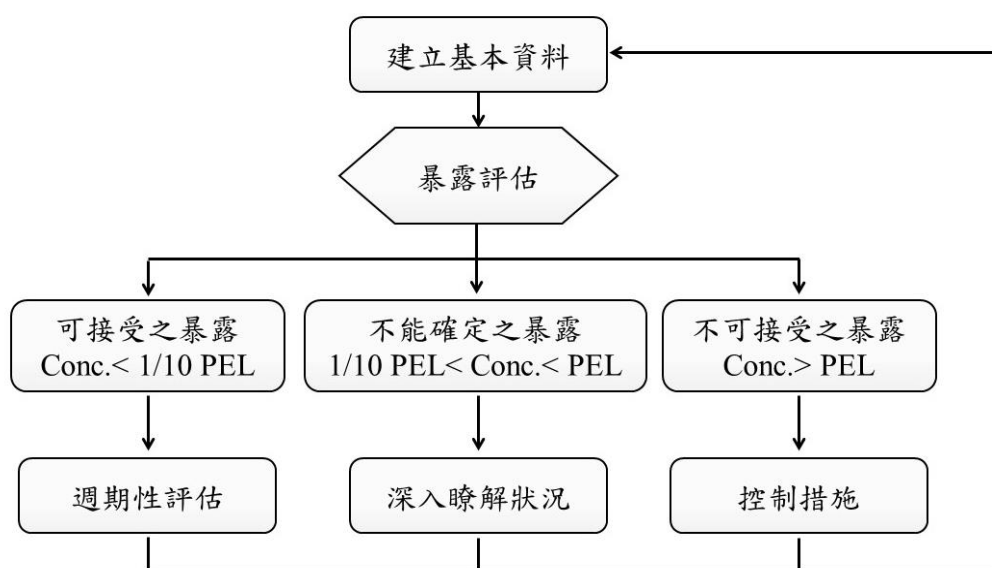 建立基本資料
暴露評估
可接受之暴露
Conc.< 1/10 PEL
不能確定之暴露
1/10 PEL< Conc.< PEL
不可接受之暴露
Conc.> PEL
週期性評估
深入瞭解狀況
控制措施